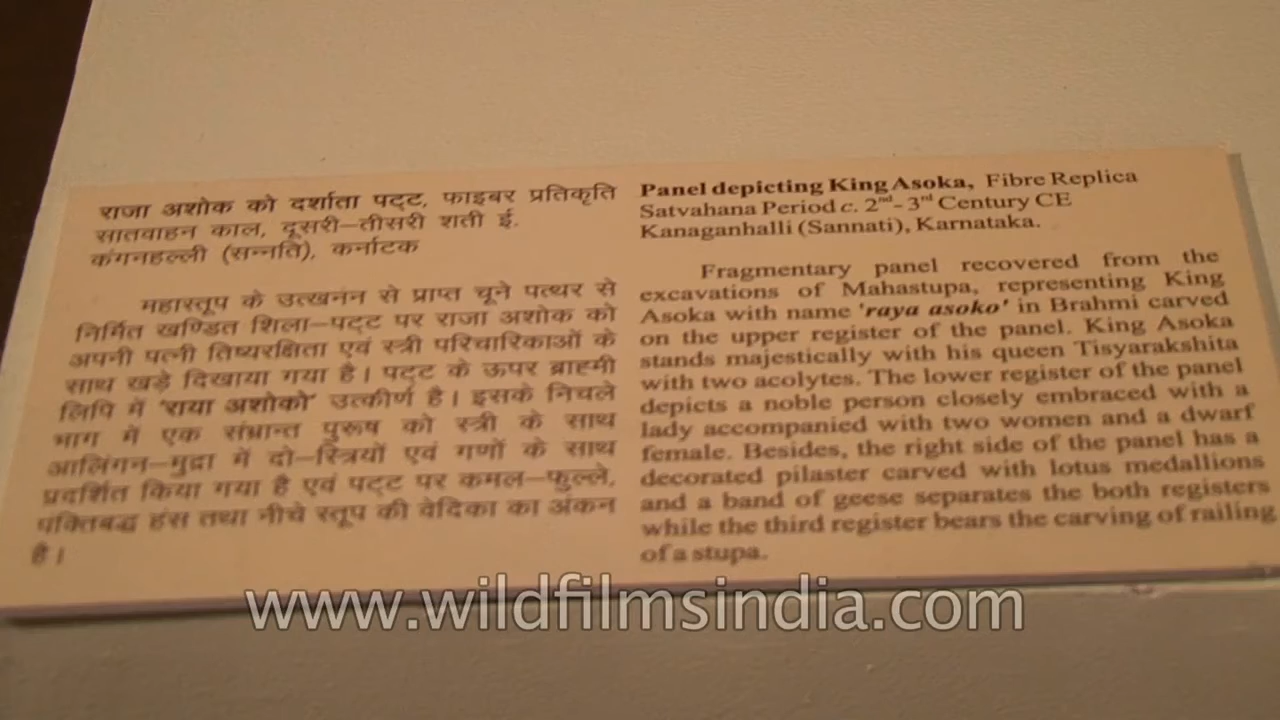 राजा अशोक को दर्शाता पट्ट, फाइबर प्रतिकृति
सातवाहन काल, दूसरी–तीसरी शती ई.
कंगनहल्ली (सन्नति), कर्नाटक
महास्तूप के उत्खनन से प्राप्त चूने पत्थर से
निर्मित खण्डित शिला–पट्ट पर राजा अशोक को
अपनी पत्नी तिष्यरक्षिता एवं स्त्री परिचारिकाओं के
साथ खड़े दिखाया गया है। पट्ट के ऊपर ब्राह्मी
लिपि में 'राया अशोको' उत्कीर्ण है। इसके निचले
भाग में एक संभ्रान्त पुरूष को स्त्री के साथ
आलिंगन–मुद्रा में दो–स्त्रियों एवं गणों के साथ
प्रदर्शित किया गया है एवं पट्ट पर कमल–फुल्ले,
पंक्तिबद्ध हंस तथा नीचे स्तूप की वेदिका का अंकन
है।
Panel depicting King Asoka, Fibre Replica
Satvahana Period c. 2nd - 3rd Century CE
Kanaganhalli (Sannati), Karnataka.
Fragmentary panel recovered from the
excavations of Mahastupa, representing King
Asoka with name 'raya asoko' in Brahmi carved
on the upper register of the panel. King Asoka
stands majestically with his queen Tisyarakshita
with two acolytes. The lower register of the panel
depicts a noble person closely embraced with a
lady accompanied with two women and a dwarf
female. Besides, the right side of the panel has a
decorated pilaster carved with lotus medallions
and a band of geese separates the both registers
while the third register bears the carving of railing
of a stupa.
www.wildfilmsindia.com